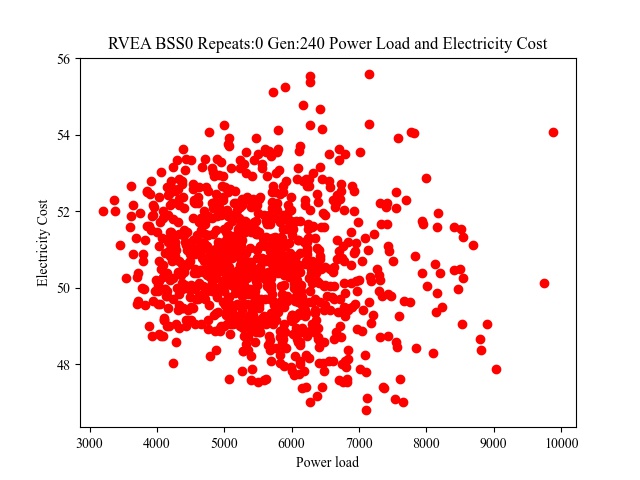 RVEA BSS0 Repeats:0 Gen:240 Power Load and Electricity Cost
56
54
52
50
48
Electricity Cost
3000 4000 5000 6000 7000 8000 9000 10000
Power load